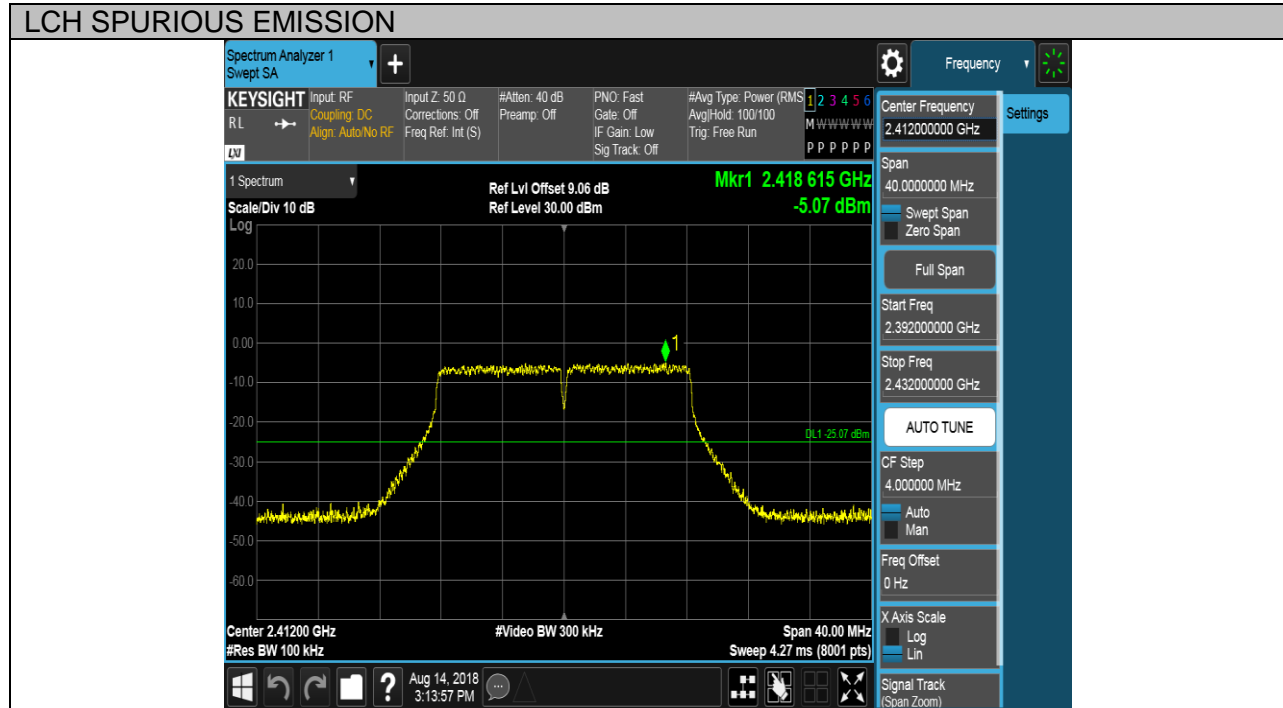 LCH SPURIOUS EMISSION
Spectrum Analyzer 1
Swept SA
+
Frequency
KEYSIGHT
RL
LXI
Input: RF
Coupling: DC
Align: Auto/No RF
Input Z: 50 Ω
Corrections: Off
Freq Ref: Int (S)
#Atten: 40 dB
Preamp: Off
PNO: Fast
Gate: Off
IF Gain: Low
Sig Track: Off
#Avg Type: Power (RMS
Avg|Hold: 100/100
Trig: Free Run
1 2 3 4 5 6
M W W W W W
P P P P P P
1 Spectrum
Scale/Div 10 dB
Ref Lvl Offset 9.06 dB
Ref Level 30.00 dBm
Mkr1 2.418 615 GHz
-5.07 dBm
Log
20.0
10.0
0.00
-10.0
-20.0
-30.0
-40.0
-50.0
-60.0
1
DL1 -25.07 dBm
Center 2.41200 GHz
#Res BW 100 kHz
#Video BW 300 kHz
Span 40.00 MHz
Sweep 4.27 ms (8001 pts)
Aug 14, 2018
3:13:57 PM
?
Center Frequency
2.412000000 GHz
Span
40.0000000 MHz
Swept Span
Zero Span
Full Span
Start Freq
2.392000000 GHz
Stop Freq
2.432000000 GHz
AUTO TUNE
CF Step
4.000000 MHz
Auto
Man
Freq Offset
0 Hz
X Axis Scale
Log
Lin
Signal Track
(Span Zoom)
Settings